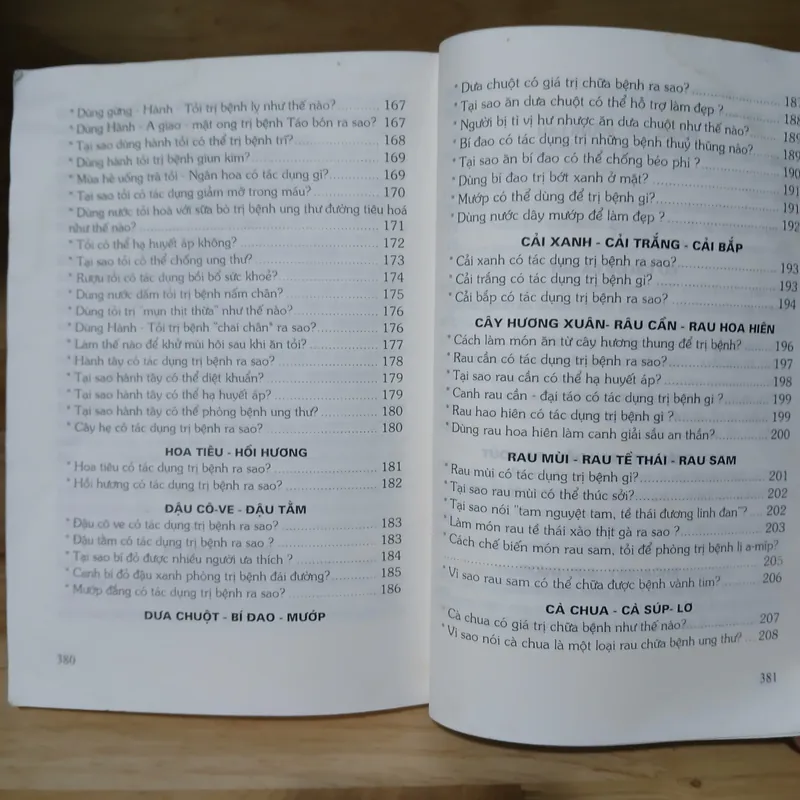 * Dùng gừng - Hành - Tỏi trị bệnh lỵ như thế nào? 167
* Dùng Hành - A giao - mật ong trị bệnh Táo bón ra sao? 167
* Tại sao dùng hành tỏi có thể trị bệnh trĩ? 168
* Dùng hành tỏi trị bệnh giun kim? 169
* Mùa hè uống trà tỏi - Ngân hoa có tác dụng gì? 169
* Tại sao tỏi có tác dụng giảm mỡ trong máu? 170
* Dùng nước tỏi hoà với sữa bò trị bệnh ung thư đường tiêu hoá
như thế nào? 171
* Tỏi có thể hạ huyết áp không? 172
* Tại sao tỏi có thể chống ung thư? 173
* Rượu tỏi có tác dụng bồi bổ sức khoẻ? 174
* Dùng nước dấm tỏi trị bệnh nấm chân? 175
* Dùng tỏi trị "mụn thịt thừa" như thế nào? 176
* Dùng Hành - Tỏi trị bệnh "chai chân" ra sao? 176
* Làm thế nào để khử mùi hôi sau khi ăn tỏi? 177
* Hành tây có tác dụng trị bệnh ra sao? 178
* Tại sao hành tây có thể diệt khuẩn? 179
* Tại sao hành tây có thể hạ huyết áp? 179
* Tại sao hành tây có thể phòng bệnh ung thư? 180
* Cây hẹ có tác dụng trị bệnh ra sao? 180
HOA TIÊU - HỒI HƯƠNG
* Hoa tiêu có tác dụng trị bệnh ra sao? 181
* Hồi hương có tác dụng trị bệnh ra sao? 182
ĐẬU CÔ-VE - ĐẬU TẰM
* Đậu cô ve có tác dụng trị bệnh ra sao? 183
* Đậu tằm có tác dụng trị bệnh ra sao ? 183
* Tại sao bí đỏ được nhiều người ưa thích ? 184
* Canh bí đỏ đậu xanh phòng trị bệnh đái đường? 185
* Mướp đắng có tác dụng trị bệnh ra sao? 186
DƯA CHUỘT - BÍ ĐAO - MƯỚP
380
* Dưa chuột có giá trị chữa bệnh ra sao? 187
* Tại sao ăn dưa chuột có thể hỗ trợ làm đẹp ? 188
* Người bị tì vị hư nhược ăn dưa chuột như thế nào? 188
* Bí đao có tác dụng trị những bệnh thuỷ thũng nào? 189
* Tại sao ăn bí đao có thể chống béo phì ? 190
* Dùng bí đao trị bớt xanh ở mặt? 191
* Mướp có thể dùng để trị bệnh gì? 191
* Dùng nước dây mướp để làm đẹp ? 192
CẢI XANH - CẢI TRẮNG - CẢI BẮP
* Cải xanh có tác dụng trị bệnh ra sao? 193
* Cải trắng có tác dụng trị bệnh gì? 193
* Cải bắp có tác dụng trị bệnh ra sao? 194
CÂY HƯƠNG XUÂN- RÂU CẦN - RAU HOA HIÊN
* Cách làm món ăn từ cây hương thung để trị bệnh? 196
* Rau cần có tác dụng trị bệnh ra sao? 197
* Tại sao rau cần có thể hạ huyết áp? 198
* Canh rau cần - đại táo có tác dụng trị bệnh gì ? 199
* Rau hao hiên có tác dụng trị bệnh gì ? 199
* Dùng rau hoa hiên làm canh giải sầu an thần? 200
RAU MÙI - RAU TỀ THÁI - RAU SAM
* Rau mùi có tác dụng trị bệnh gì? 201
* Tại sao rau mùi có thể thúc sởi? 202
* Tại sao nói "tam nguyệt tam, tề thái đương linh đan"? 202
* Làm món rau tề thái xào thịt gà ra sao ? 203
* Cách chế biến món rau sam, tỏi để phòng trị bệnh lị a-míp?
205
* Vì sao rau sam có thể chữa được bệnh vành tim? 206
CÀ CHUA - CẢ SÚP- LƠ
* Cà chua có giá trị chữa bệnh như thế nào? 207
* Vì sao nói cà chua là một loại rau chữa bệnh ung thư? 208
381